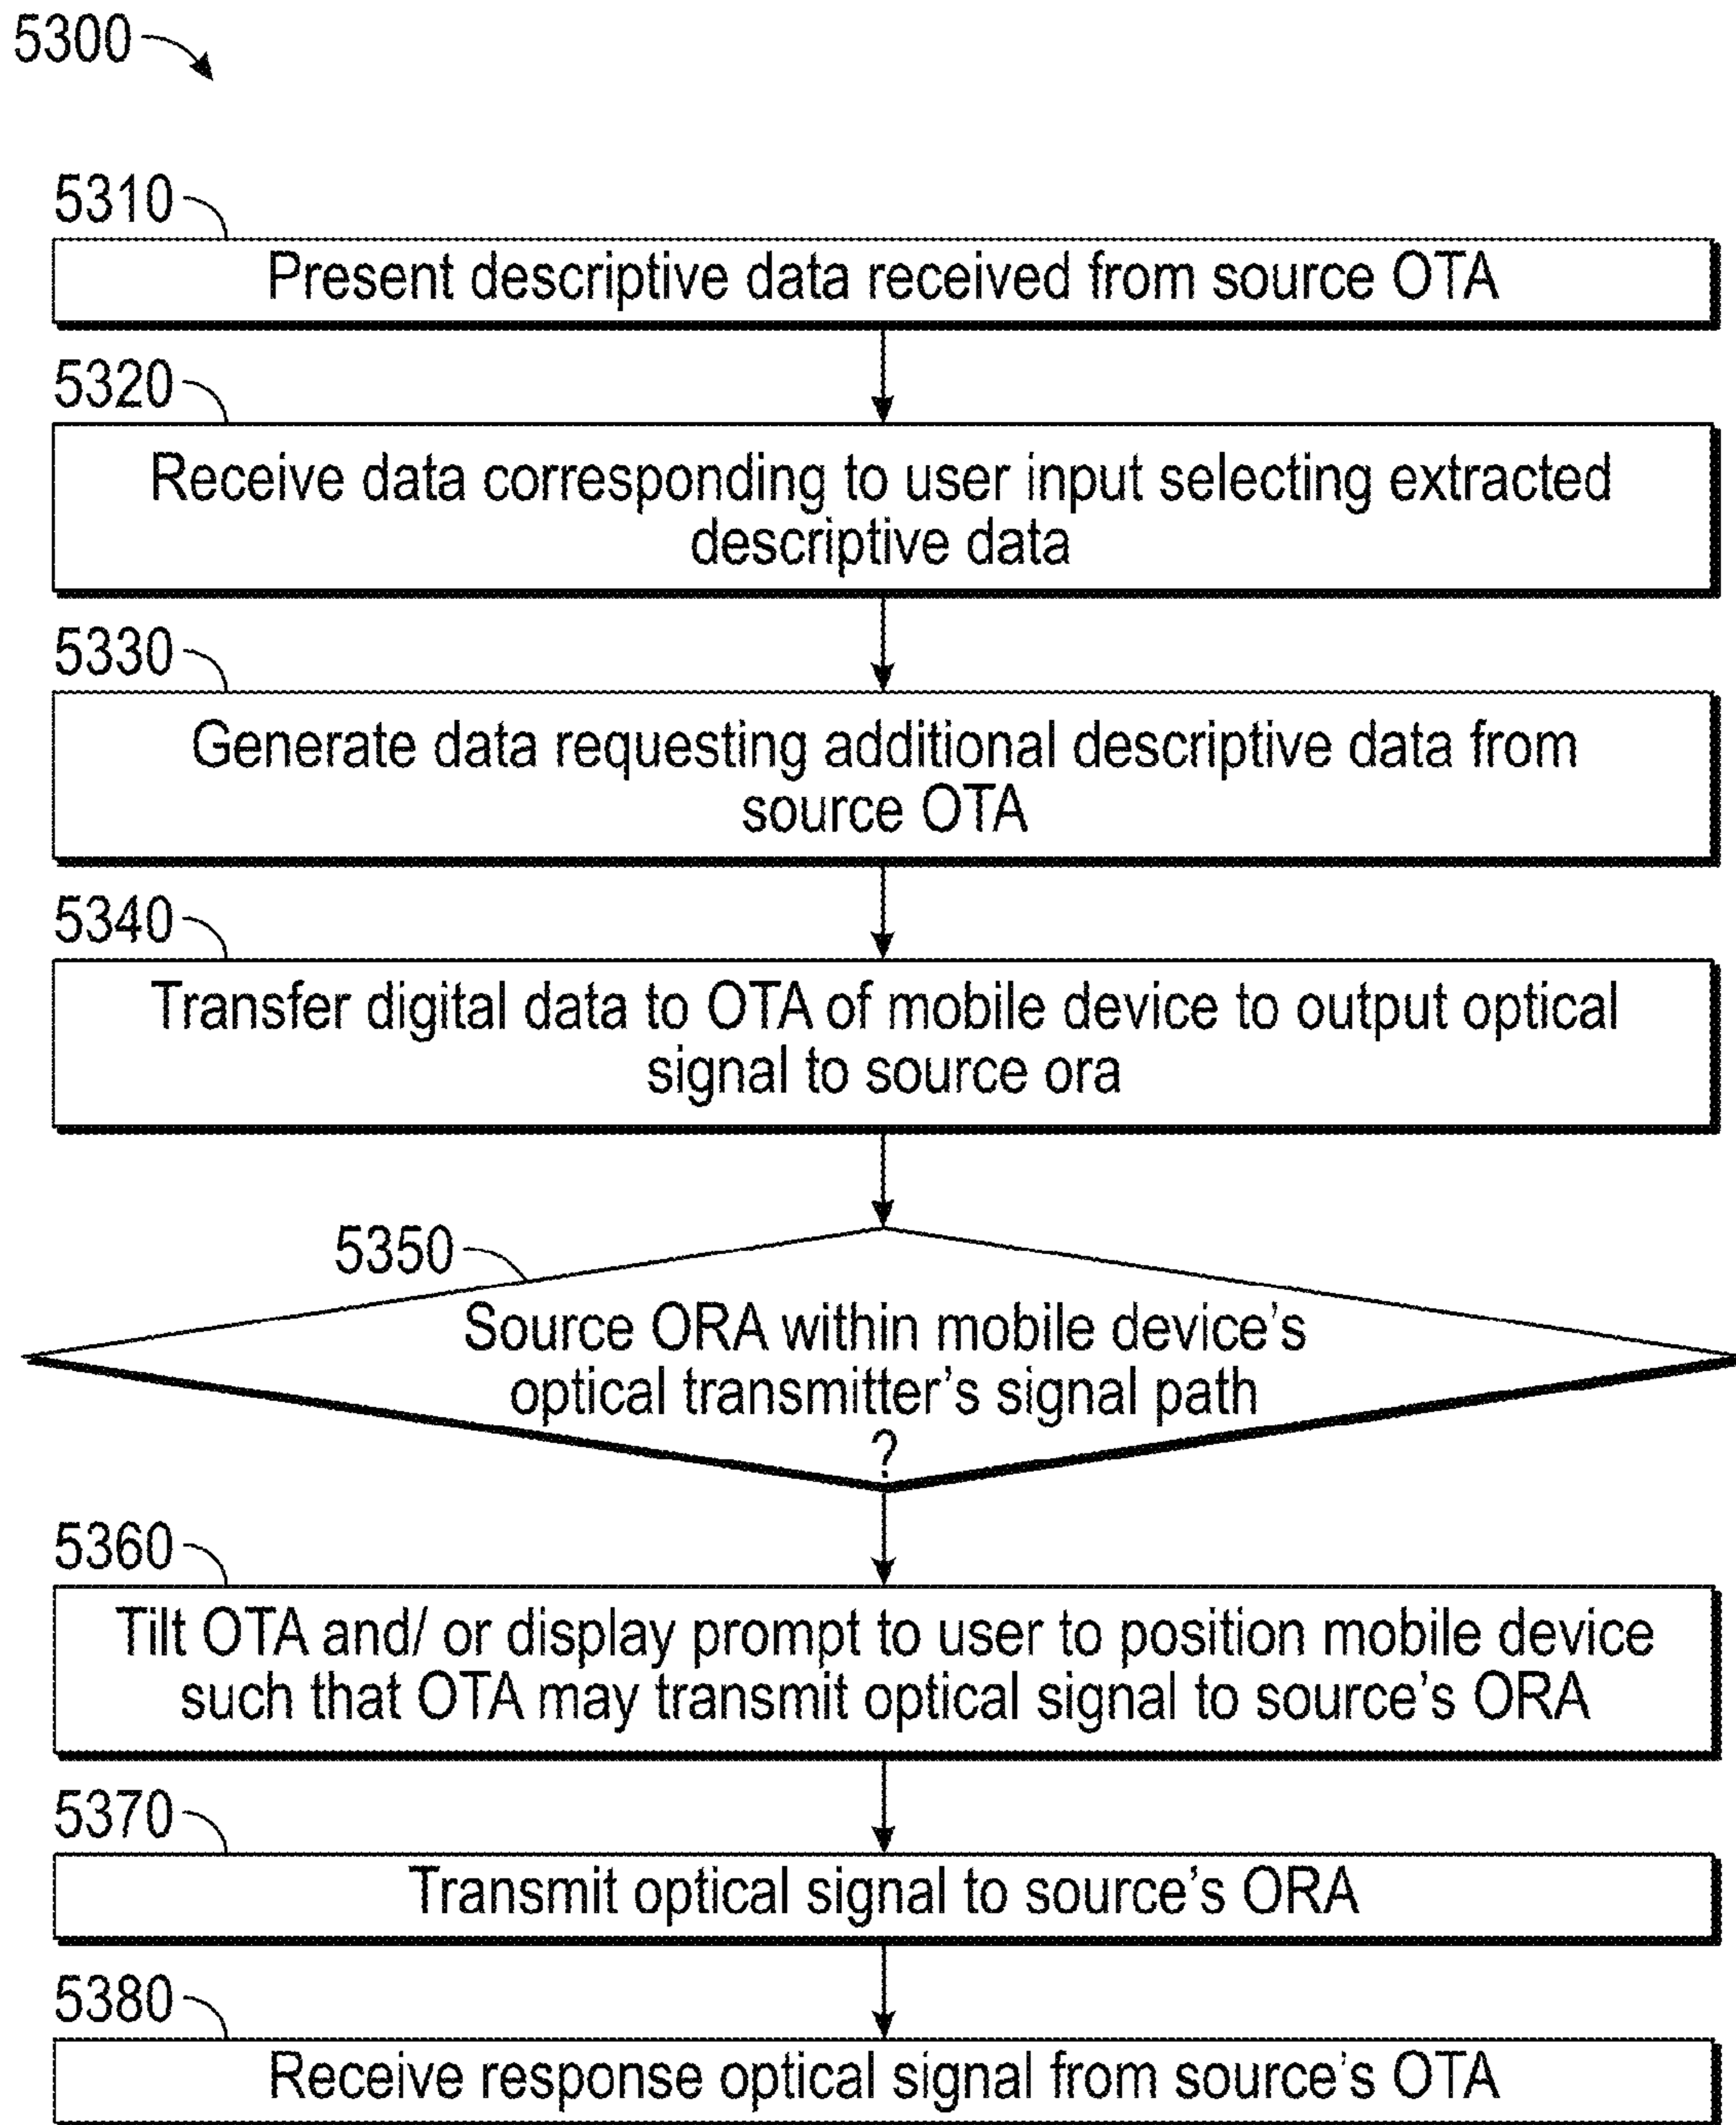 5300
5310
Present descriptive data received from source OTA
5320
Receive data corresponding to user input selecting extracted
descriptive data
5330
Generate data requesting additional descriptive data from
source OTA
5340
Transfer digital data to OTA of mobile device to output optical
signal to source ora
5350
Source ORA within mobile device's
optical transmitter's signal path
?
5360
Tilt OTA and/ or display prompt to user to position mobile device
such that OTA may transmit optical signal to source's ORA
5370
Transmit optical signal to source's ORA
5380
Receive response optical signal from source's OTA